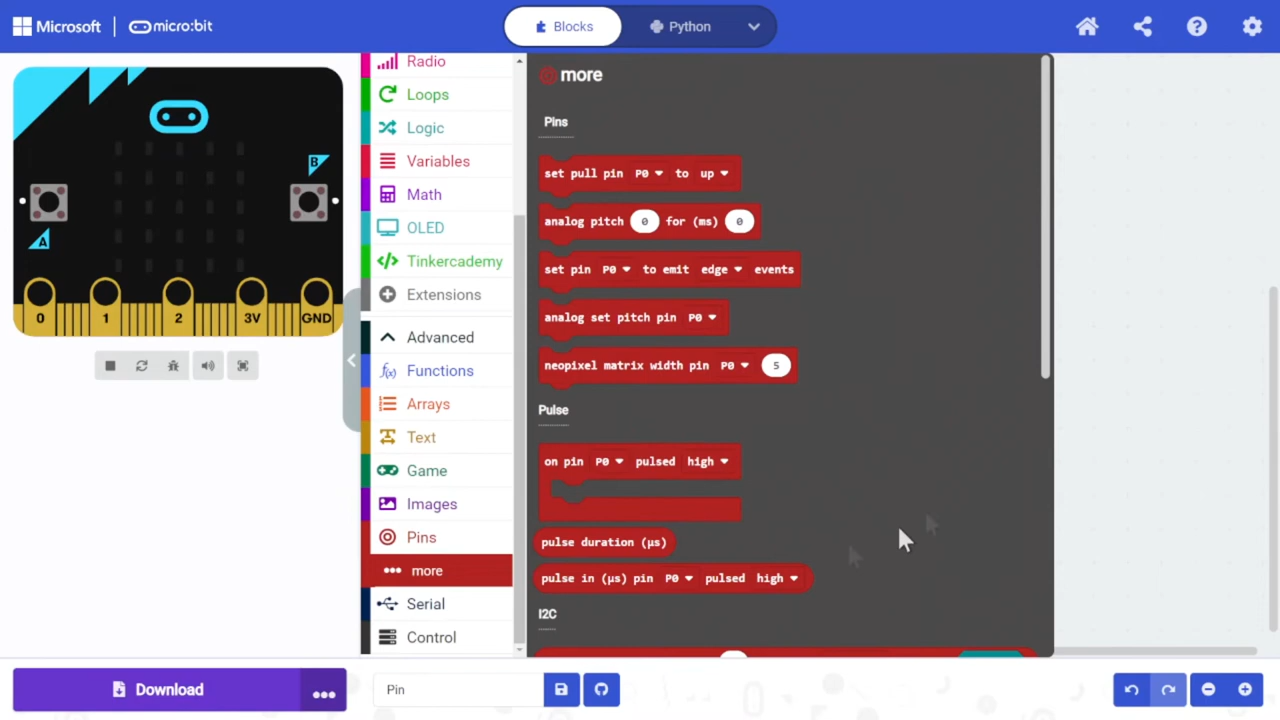 Microsoft | micro:bit
Blocks
Python
B
A
0 1 2 3V GND
Radio
Loops
Logic
Variables
Math
OLED
Tinkercademy
Extensions
Advanced
Functions
Arrays
Text
Game
Images
Pins
more
Serial
Control
more
Pins
set pull pin P0 to up
analog pitch 0 for (ms) 0
set pin P0 to emit edge events
analog set pitch pin P0
neopixel matrix width pin P0 5
Pulse
on pin P0 pulsed high
pulse duration (µs)
pulse in (µs) pin P0 pulsed high
I2C
Download
Pin